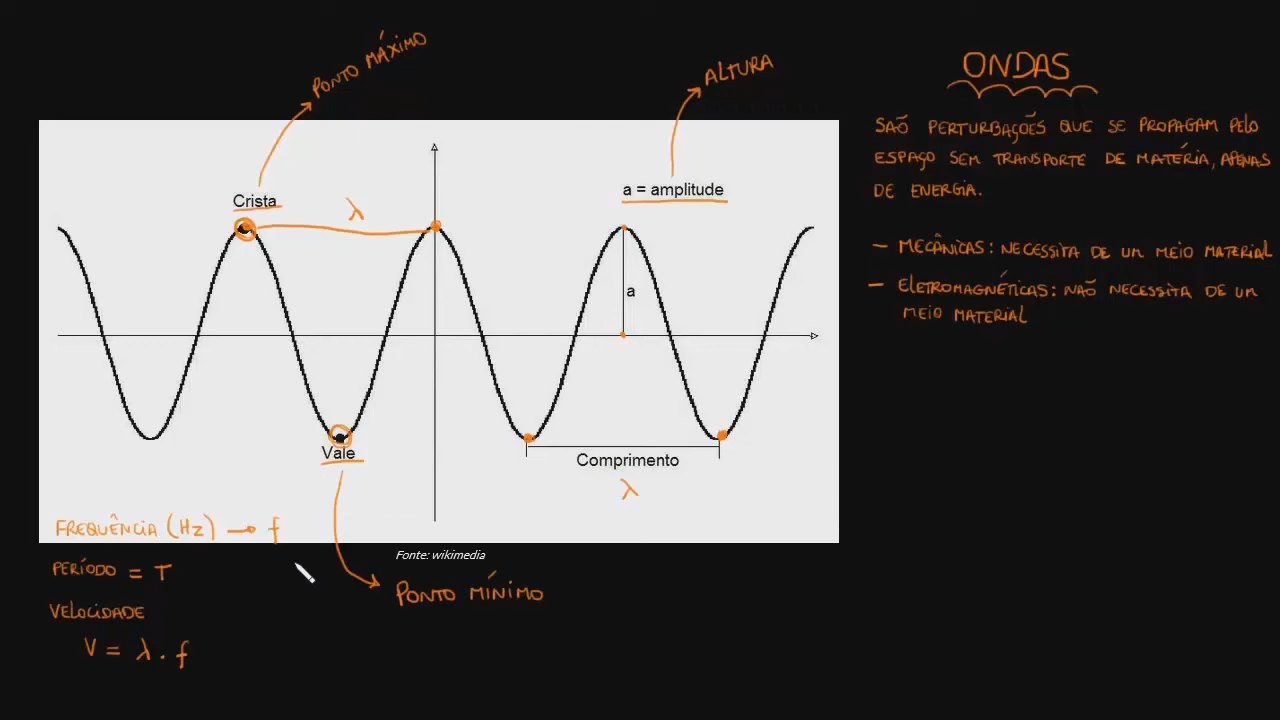 PONTO MÁXIMO
ALTURA
ONDAS
SAÕ PERTURBAÇÕES QUE SE PROPAGAM PELO
ESPAÇO SEM TRANSPORTE DE MATÉRIA, APENAS
DE ENERGIA.
- MECÂNICAS: NECESSITA DE UM MEIO MATERIAL
- ELETROMAGNÉTICAS: NÃO NECESSITA DE UM
MEIO MATERIAL
Crista
λ
a = amplitude
a
Vale
Comprimento
λ
FREQUÊNCIA (HZ) → f
Fonte: wikimedia
PERÍODO = T
PONTO MÍNIMO
VELOCIDADE
V = λ . f